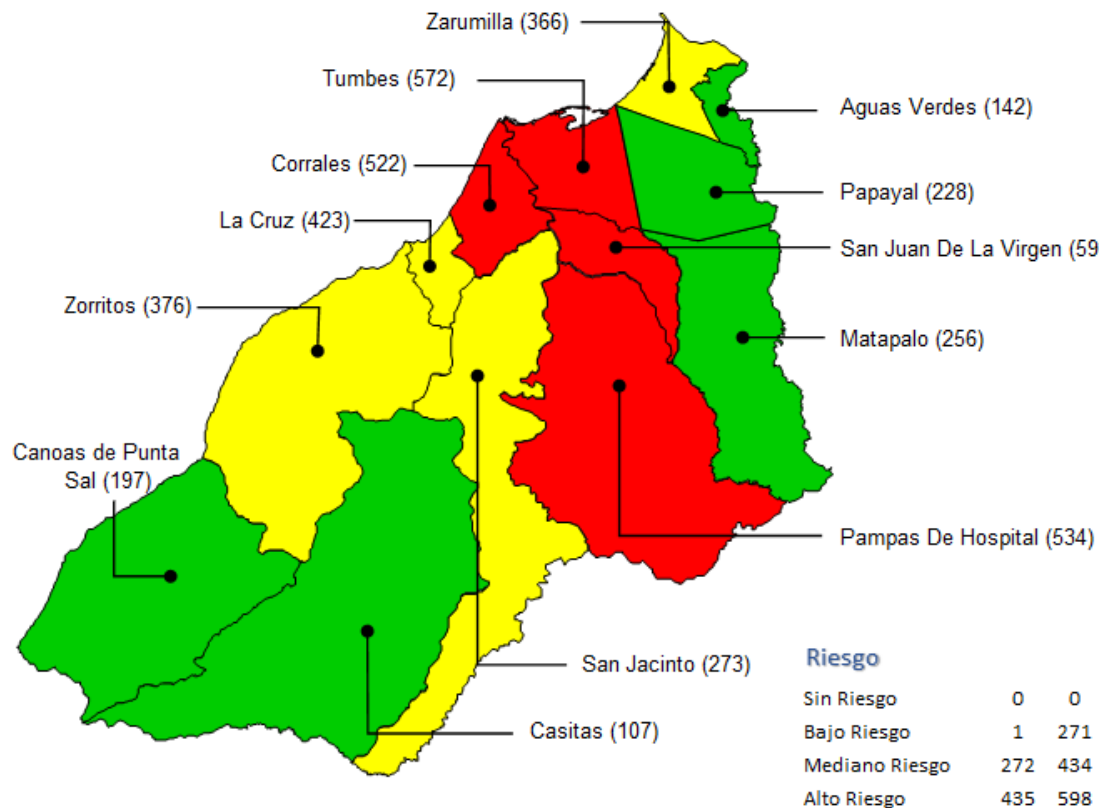 Zarumilla (366)
Tumbes (572)
Aguas Verdes (142)
Corrales (522)
Papayal (228)
La Cruz (423)
San Juan De La Virgen (59
Zorritos (376)
Matapalo (256)
Canoas de Punta
Sal (197)
Pampas De Hospital (534)
San Jacinto (273)
Casitas (107)
Riesgo
Sin Riesgo 0 0
Bajo Riesgo 1 271
Mediano Riesgo 272 434
Alto Riesgo 435 598